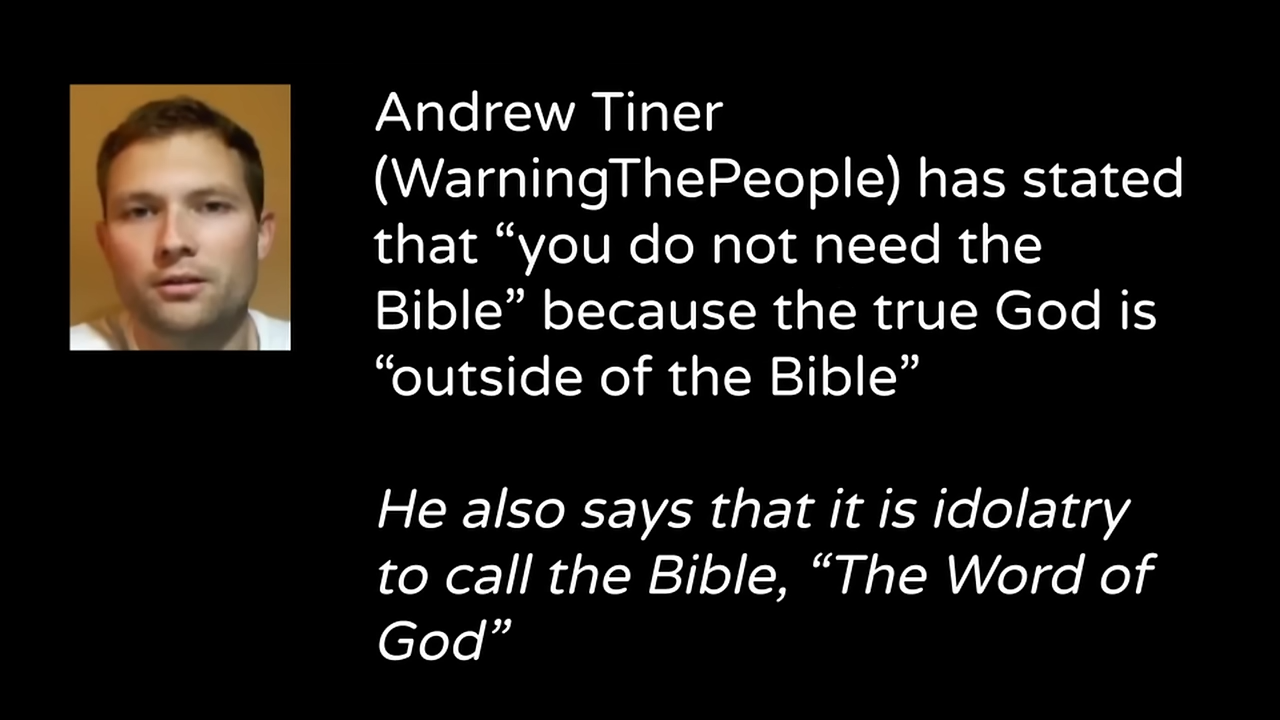 Andrew Tiner
(WarningThePeople) has stated
that “you do not need the
Bible” because the true God is
“outside of the Bible”
He also says that it is idolatry
to call the Bible, “The Word of
God”